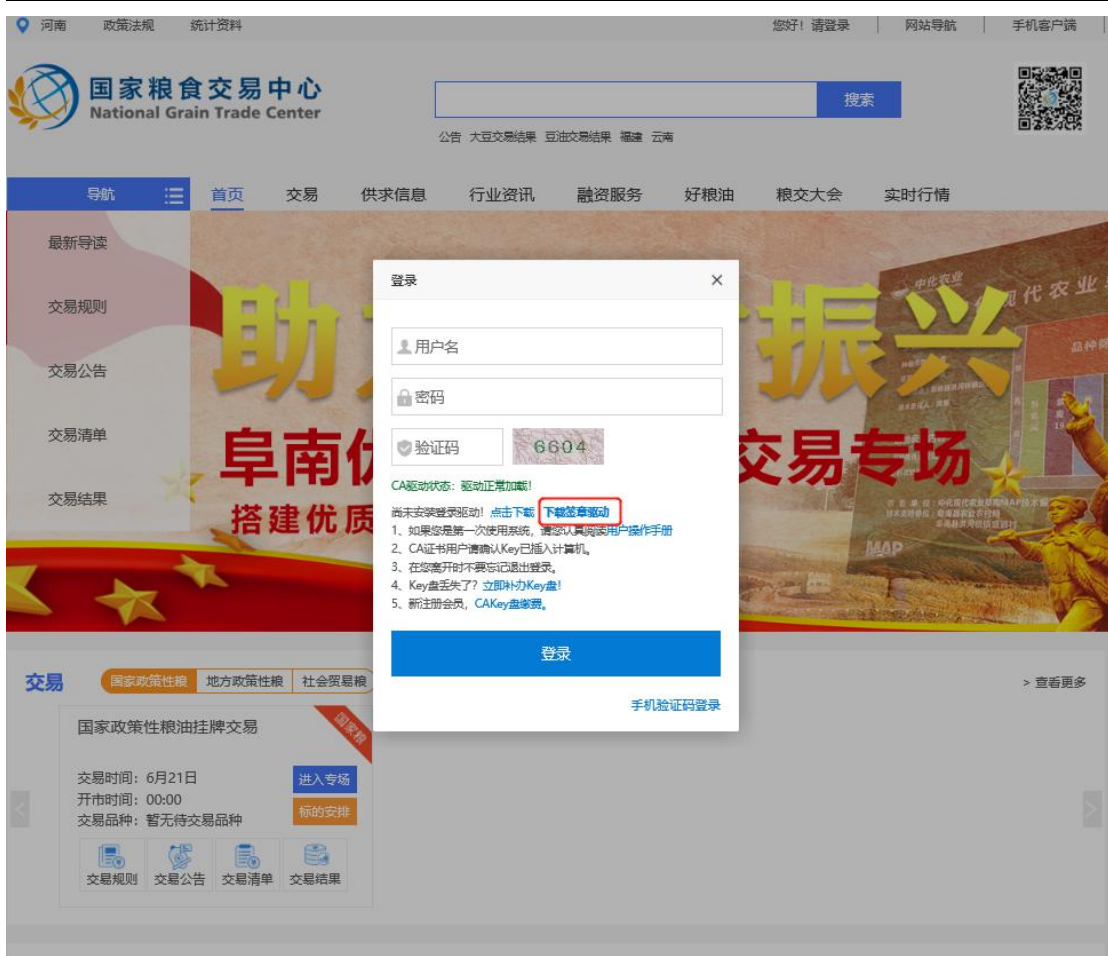 河南 政策法规 统计资料 您好！请登录 网站导航 手机客户端
国家粮食交易中心
National Grain Trade Center
搜索
公告 大豆交易结果 豆油交易结果 福建 云南
导航 首页 交易 供求信息 行业资讯 融资服务 好粮油 粮交大会 实时行情
最新导读
交易规则
交易公告
交易清单
交易结果
助 振兴
阜南优 交易专场
搭建优质
中化农业
现代农业
MAP
登录 ×
用户名
密码
验证码 6604
CA驱动状态：驱动正常加载！
尚未安装登录驱动！点击下载 下载签章驱动
1、如果您是第一次使用系统，请您认真阅读用户操作手册
2、CA证书用户请确认Key已插入计算机。
3、在您离开时不要忘记退出登录。
4、Key盘丢失了？立即补办Key盘！
5、新注册会员，CAKey盘缴费。
登录
手机验证码登录
交易 国家政策性粮 地方政策性粮 社会贸易粮 > 查看更多
国家政策性粮油挂牌交易 国家粮
交易时间：6月21日 进入专场
开市时间：00:00
交易品种：暂无待交易品种 标的安排
交易规则 交易公告 交易清单 交易结果